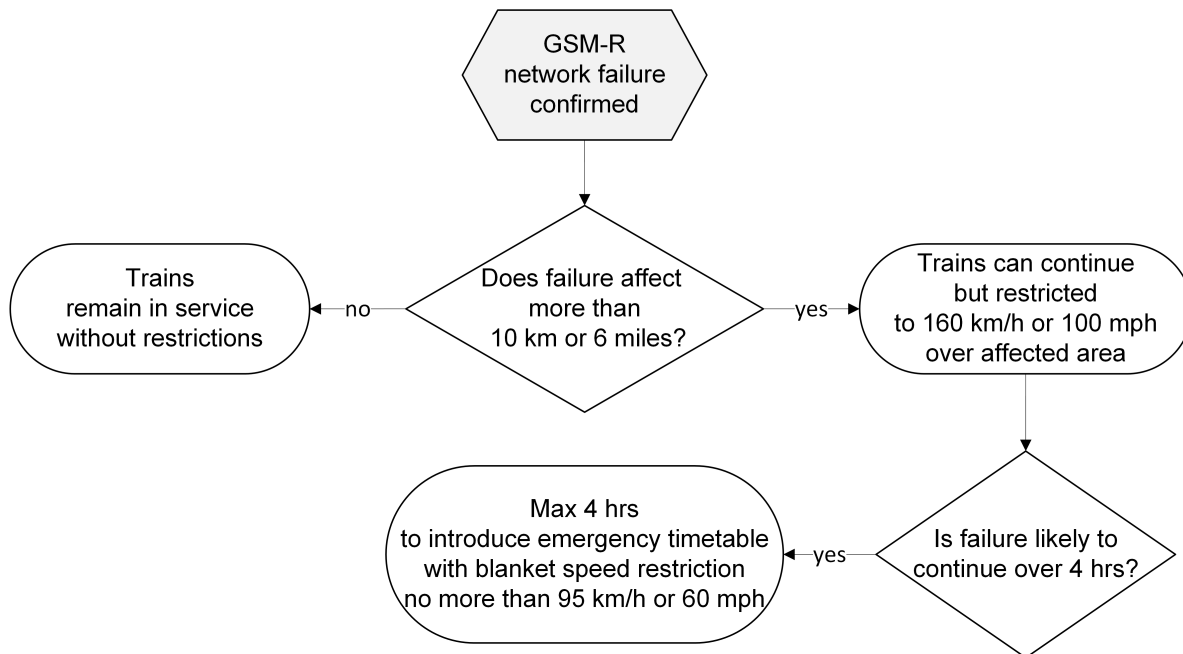 GSM-R
network failure
confirmed
Trains
remain in service
without restrictions
no
Does failure affect
more than
10 km or 6 miles?
yes
Trains can continue
but restricted
to 160 km/h or 100 mph
over affected area
Max 4 hrs
to introduce emergency timetable
with blanket speed restriction
no more than 95 km/h or 60 mph
yes
Is failure likely to
continue over 4 hrs?